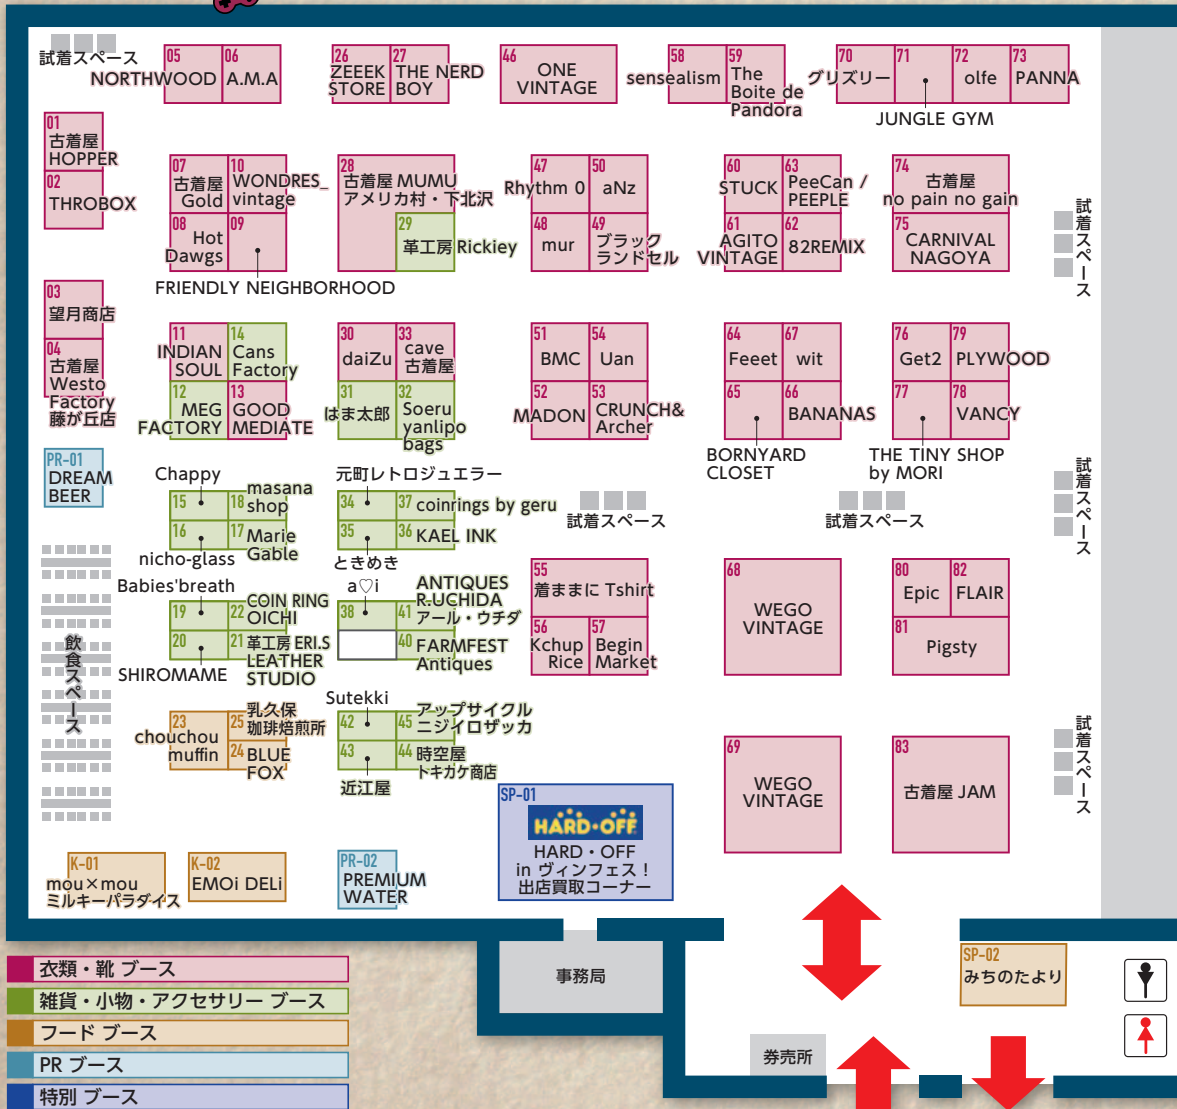 試着スペース
05
NORTHWOOD
06
A.M.A
26
ZEEEK
STORE
27
THE NERD
BOY
46
ONE
VINTAGE
58
sensealism
59
The
Boite de
Pandora
70
グリズリー
71
JUNGLE GYM
72
olfe
73
PANNA
01
古着屋
HOPPER
02
THROBOX
07
古着屋
Gold
10
WONDRES_
vintage
08
Hot
Dawgs
09
FRIENDLY NEIGHBORHOOD
28
古着屋 MUMU
アメリカ村・下北沢
29
革工房 Rickiey
47
Rhythm 0
50
aNz
48
mur
49
ブラック
ランドセル
60
STUCK
63
PeeCan /
PEEPLE
61
AGITO
VINTAGE
62
82REMIX
74
古着屋
no pain no gain
75
CARNIVAL
NAGOYA
試着スペース
03
望月商店
04
古着屋
Westo
Factory
藤が丘店
11
INDIAN
SOUL
14
Cans
Factory
12
MEG
FACTORY
13
GOOD
MEDIATE
30
daiZu
33
cave
古着屋
31
はま太郎
32
Soeru
yanlipo
bags
51
BMC
54
Uan
52
MADON
53
CRUNCH&
Archer
64
Feeet
67
wit
65
BORNYARD
CLOSET
66
BANANAS
76
Get2
79
PLYWOOD
77
THE TINY SHOP
by MORI
78
VANCY
PR-01
DREAM
BEER
Chappy
15
18
masana
shop
16
nicho-glass
17
Marie
Gable
元町レトロジュエラー
34
37
coinrings by geru
35
ときめき
36
KAEL INK
試着スペース
試着スペース
試着スペース
Babies'breath
19
22
COIN RING
OICHI
20
SHIROMAME
21
革工房 ERI.S
LEATHER
STUDIO
a♡i
38
41
ANTIQUES
R.UCHIDA
アール・ウチダ
40
FARMFEST
Antiques
55
着ままに Tshirt
56
Kchup
Rice
57
Begin
Market
68
WEGO
VINTAGE
80
Epic
82
FLAIR
81
Pigsty
飲食スペース
23
chouchou
muffin
25
乳久保
珈琲焙煎所
24
BLUE
FOX
Sutekki
42
45
アップサイクル
ニジイロザッカ
43
近江屋
44
時空屋
トキカケ商店
69
WEGO
VINTAGE
83
古着屋 JAM
試着スペース
SP-01
HARD・OFF
HARD・OFF
in ヴィンフェス！
出店買取コーナー
K-01
mou×mou
ミルキーパラダイス
K-02
EMOi DELi
PR-02
PREMIUM
WATER
事務局
SP-02
みちのたより
券売所
衣類・靴 ブース
雑貨・小物・アクセサリー ブース
フード ブース
PR ブース
特別 ブース